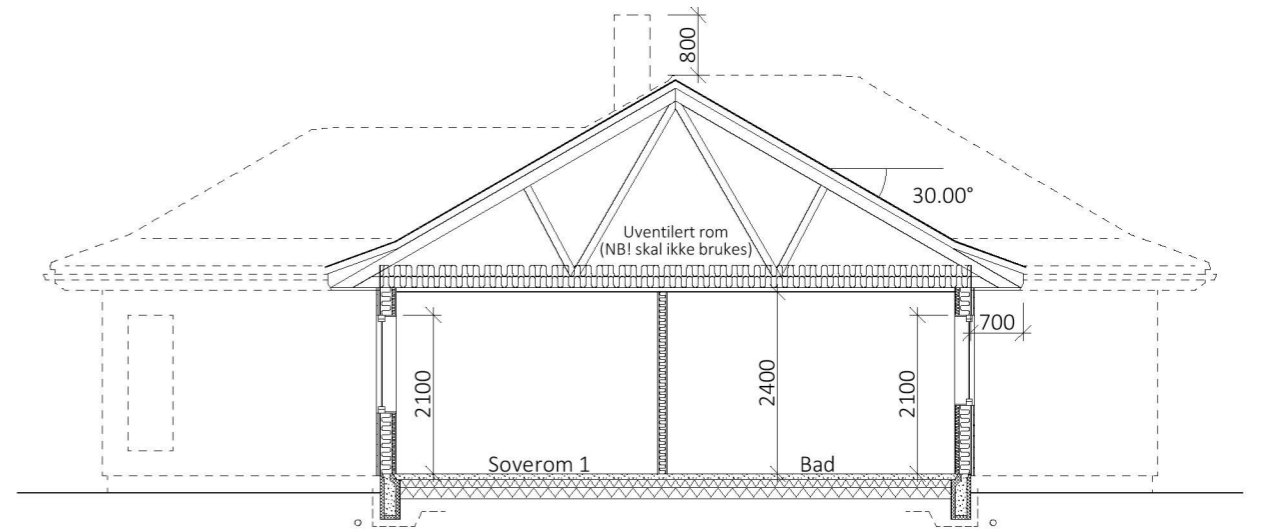 800
30.00°
Uventilert rom
(NB! skal ikke brukes)
700
2100
2400
2100
Soverom 1
Bad